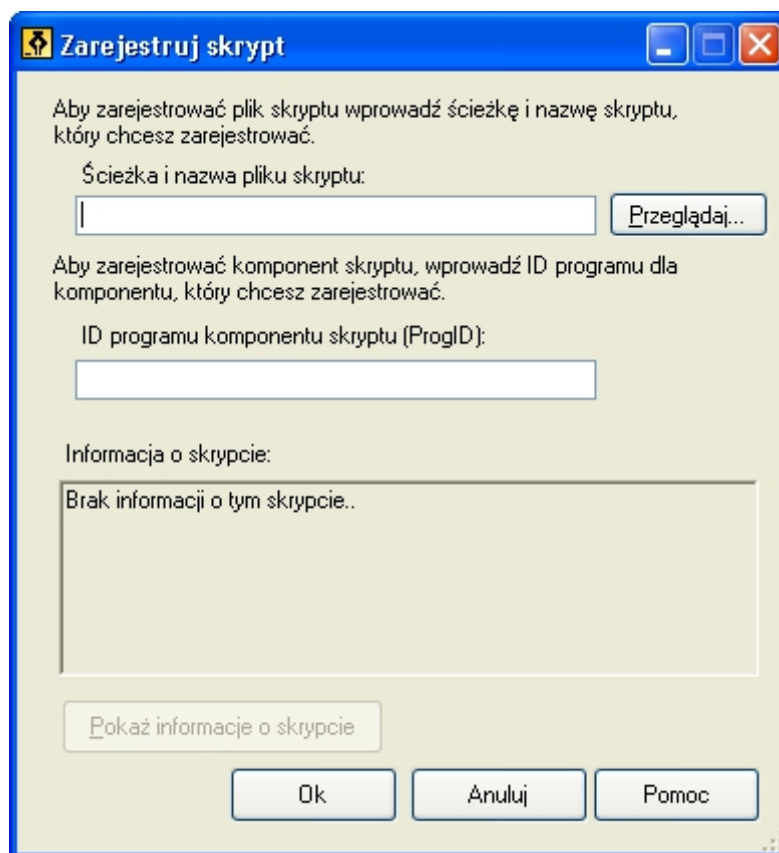 Zarejestruj skrypt
Aby zarejestrować plik skryptu wprowadź ścieżkę i nazwę skryptu,
który chcesz zarejestrować.
Ścieżka i nazwa pliku skryptu:
Przeglądaj...
Aby zarejestrować komponent skryptu, wprowadź ID programu dla
komponentu, który chcesz zarejestrować.
ID programu komponentu skryptu (ProgID):
Informacja o skrypcie:
Brak informacji o tym skrypcie..
Pokaż informacje o skrypcie
Ok
Anuluj
Pomoc